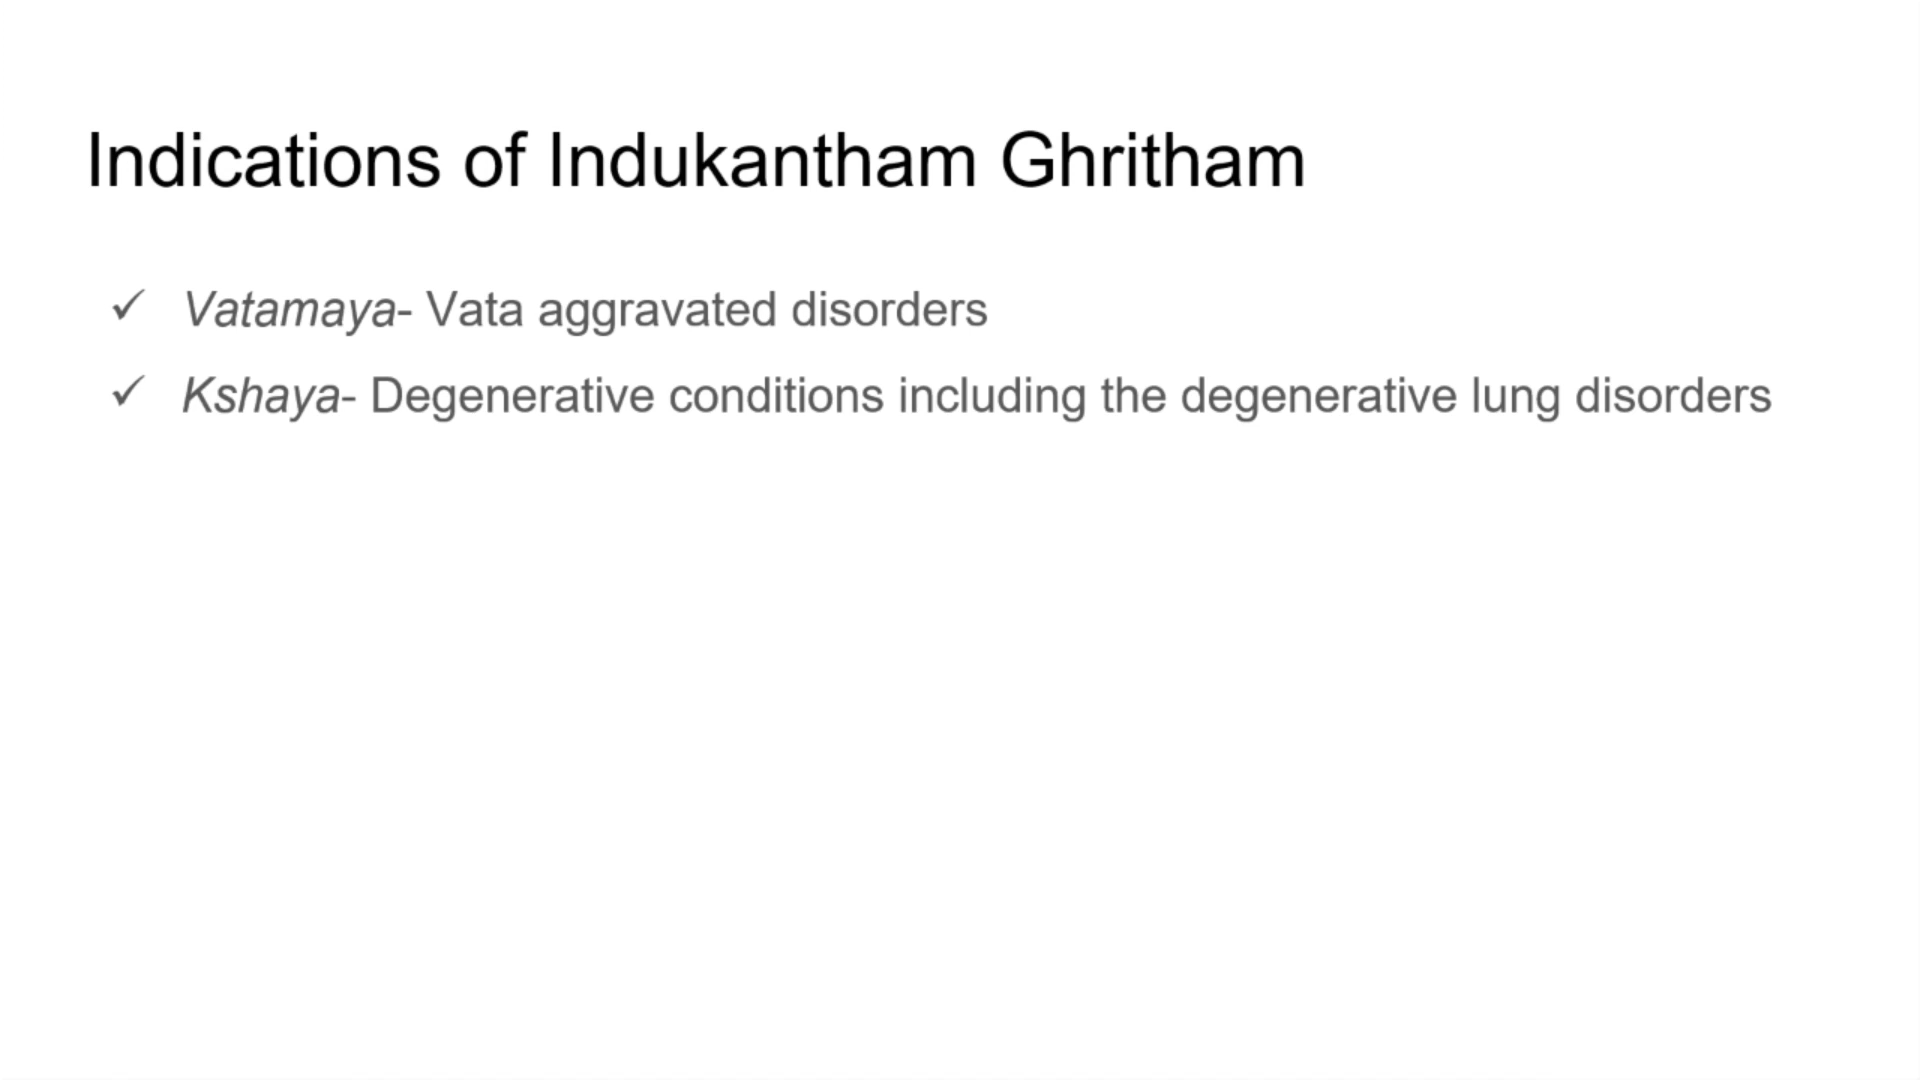 Indications of Indukantham Ghritham
✓ Vatamaya- Vata aggravated disorders
✓ Kshaya- Degenerative conditions including the degenerative lung disorders